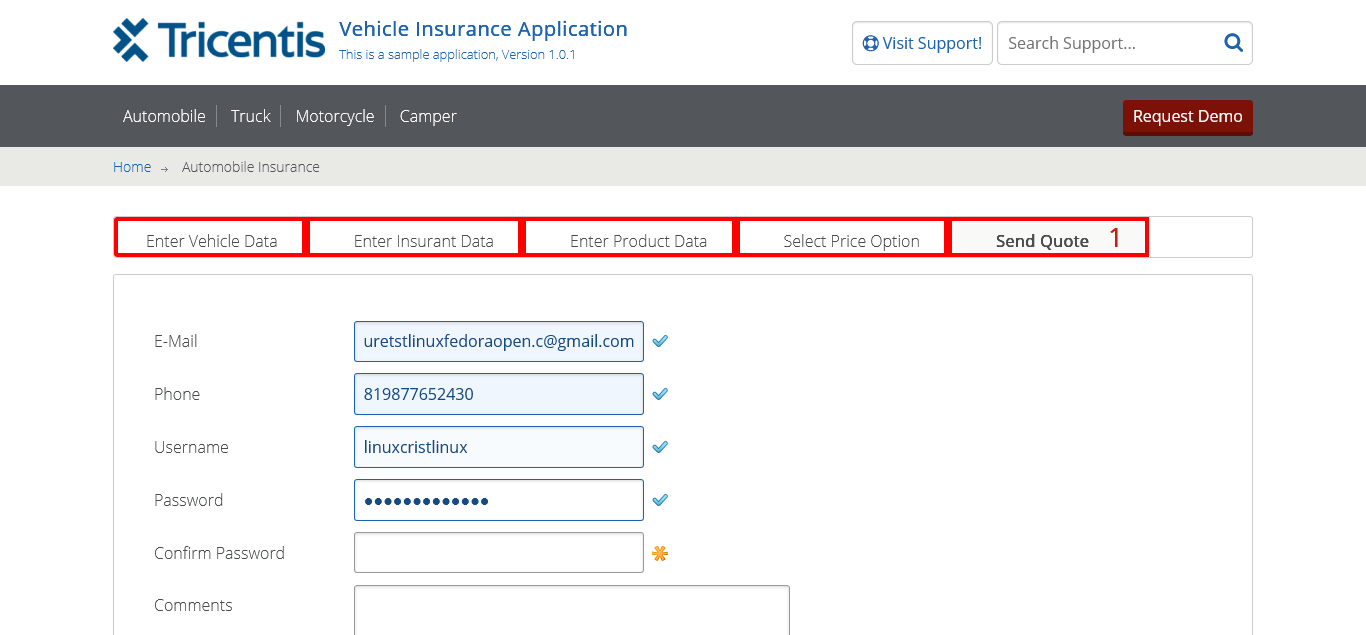 Tricentis
Vehicle Insurance Application
This is a sample application, Version 1.0.1
Visit Support!
Search Support...
Automobile
Truck
Motorcycle
Camper
Request Demo
Home → Automobile Insurance
Enter Vehicle Data
Enter Insurant Data
Enter Product Data
Select Price Option
Send Quote 1
E-Mail
uretstlinuxfedoraopen.c@gmail.com
Phone
819877652430
Username
linuxcristlinux
Password
•••••••••••••
Confirm Password
Comments